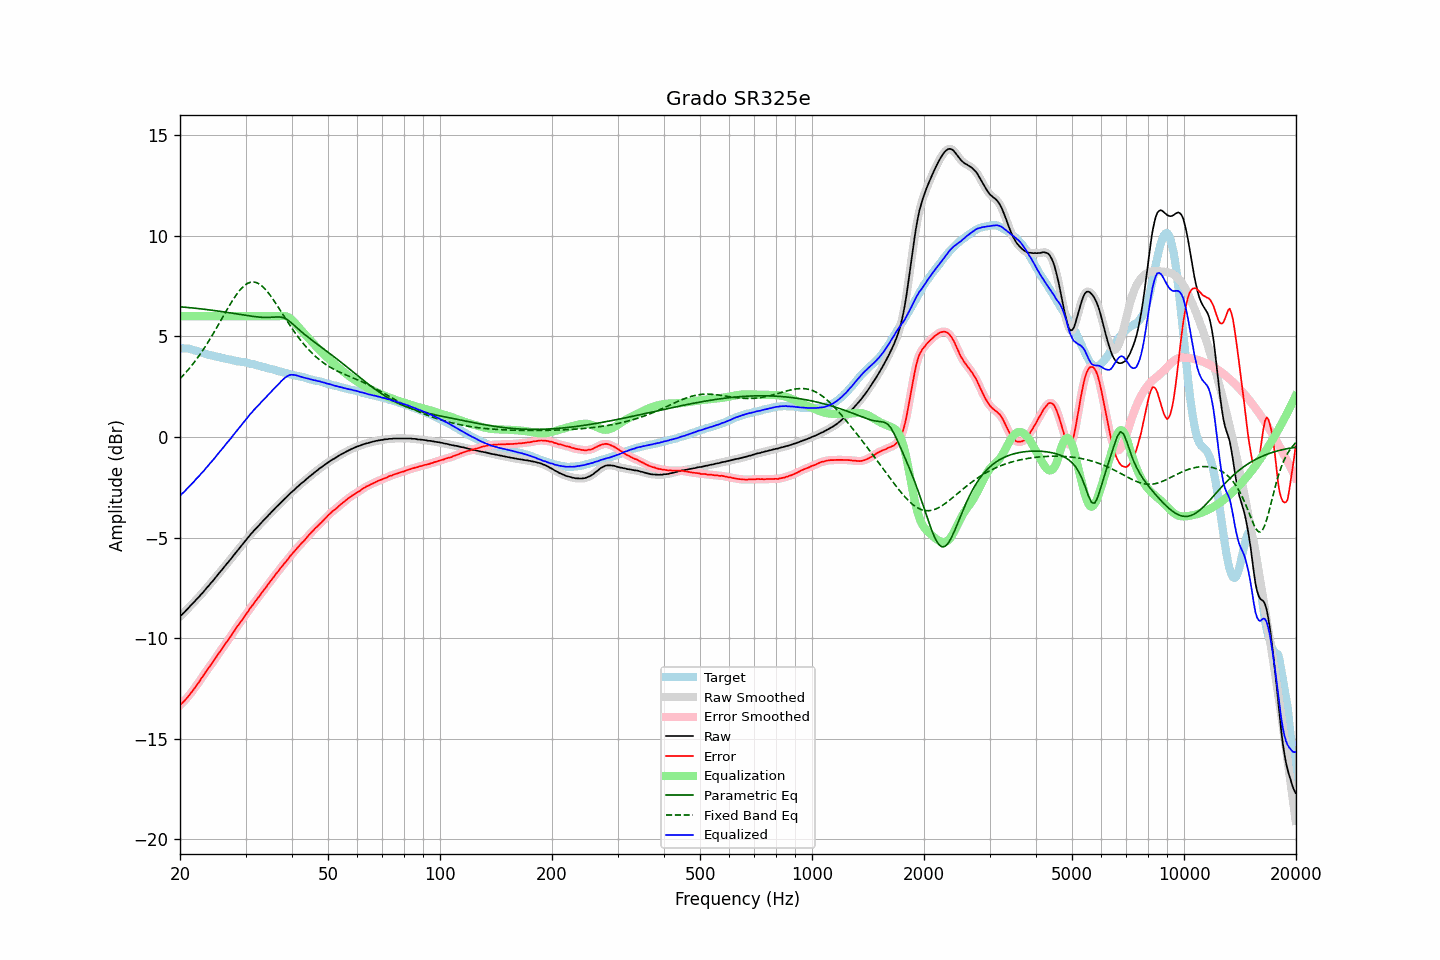 Grado SR325e
Amplitude (dBr)
15
10
5
0
−5
−10
−15
−20
Target
Raw Smoothed
Error Smoothed
Raw
Error
Equalization
Parametric Eq
Fixed Band Eq
Equalized
20 50 100 200 500 1000 2000 5000 10000 20000
Frequency (Hz)